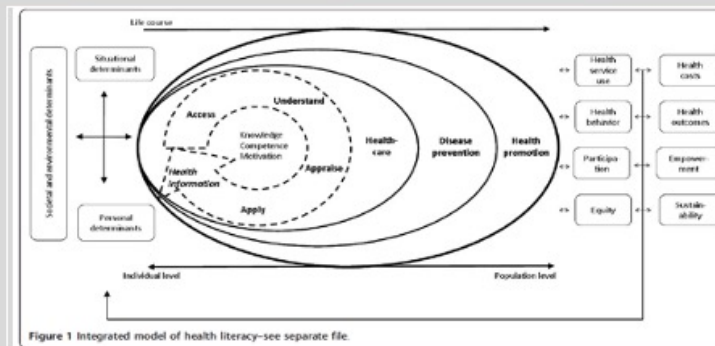 Life course
Societal and environmental determinants
Situational
determinants
Personal
determinants
Access
Understand
Knowledge
Competence
Motivation
Health
information
Appraise
Apply
Health-
care
Disease
prevention
Health
promotion
Individual level
Population level
Health
service
use
Health
costs
Health
behavior
Health
outcomes
Participa-
tion
Empower-
ment
Equity
Sustain-
ability
Figure 1 Integrated model of health literacy–see separate file.